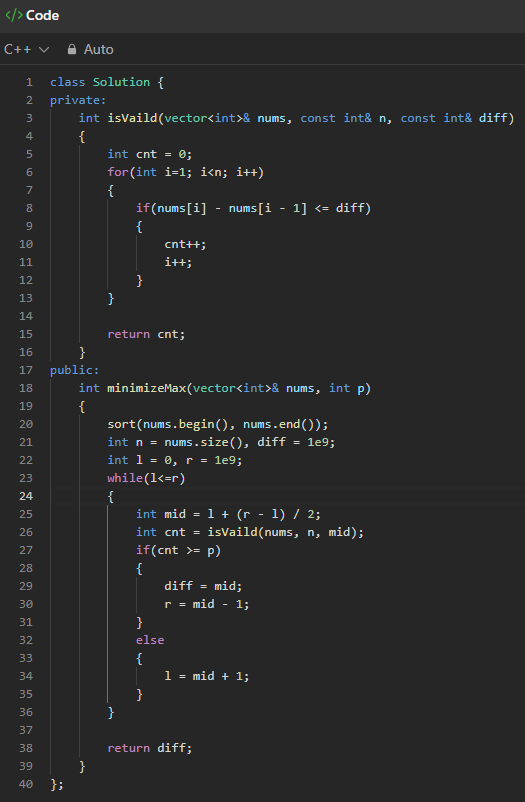 </> Code
C++ Auto
1 class Solution {
2 private:
3     int isVaild(vector<int>& nums, const int& n, const int& diff)
4     {
5         int cnt = 0;
6         for(int i=1; i<n; i++)
7         {
8             if(nums[i] - nums[i - 1] <= diff)
9             {
10                 cnt++;
11                 i++;
12             }
13         }
14
15         return cnt;
16     }
17 public:
18     int minimizeMax(vector<int>& nums, int p)
19     {
20         sort(nums.begin(), nums.end());
21         int n = nums.size(), diff = 1e9;
22         int l = 0, r = 1e9;
23         while(l<=r)
24         {
25             int mid = l + (r - l) / 2;
26             int cnt = isVaild(nums, n, mid);
27             if(cnt >= p)
28             {
29                 diff = mid;
30                 r = mid - 1;
31             }
32             else
33             {
34                 l = mid + 1;
35             }
36         }
37
38         return diff;
39     }
40 };